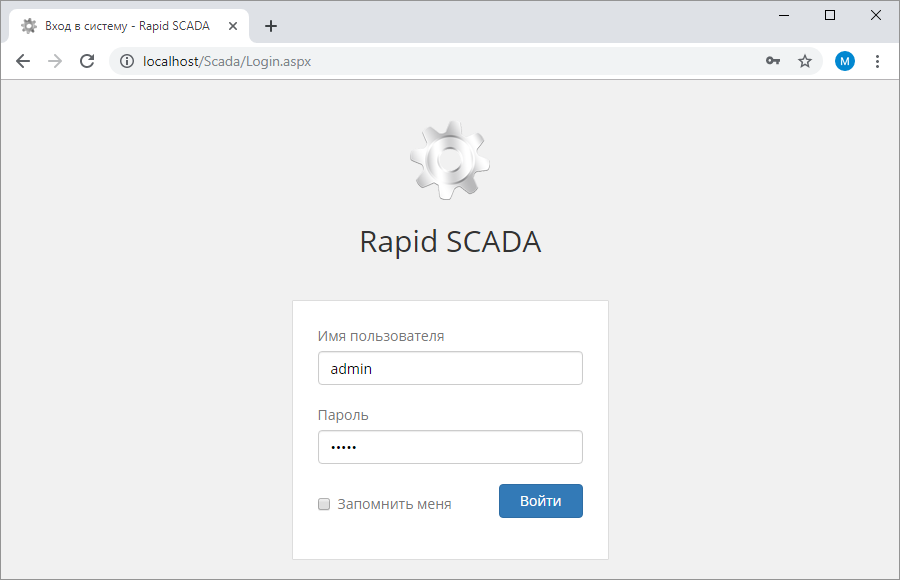 Вход в систему - Rapid SCADA
localhost/Scada/Login.aspx
M
Rapid SCADA
Имя пользователя
admin
Пароль
•••••
Запомнить меня
Войти